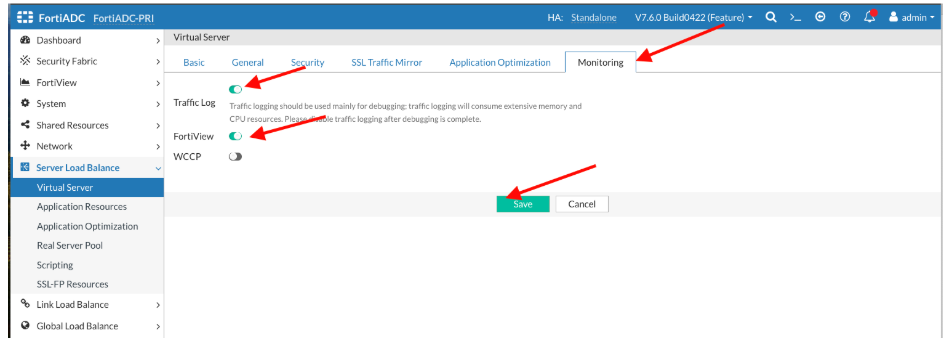 FortiADC FortiADC-PRI HA: Standalone V7.6.0 Build0422 (Feature) >_ admin
Dashboard
Security Fabric
FortiView
System
Shared Resources
Network
Server Load Balance
Virtual Server
Application Resources
Application Optimization
Real Server Pool
Scripting
SSL-FP Resources
Link Load Balance
Global Load Balance
Virtual Server
Basic General Security SSL Traffic Mirror Application Optimization Monitoring
Traffic Log
Traffic logging should be used mainly for debugging; traffic logging will consume extensive memory and
CPU resources. Please disable traffic logging after debugging is complete.
FortiView
WCCP
Save Cancel